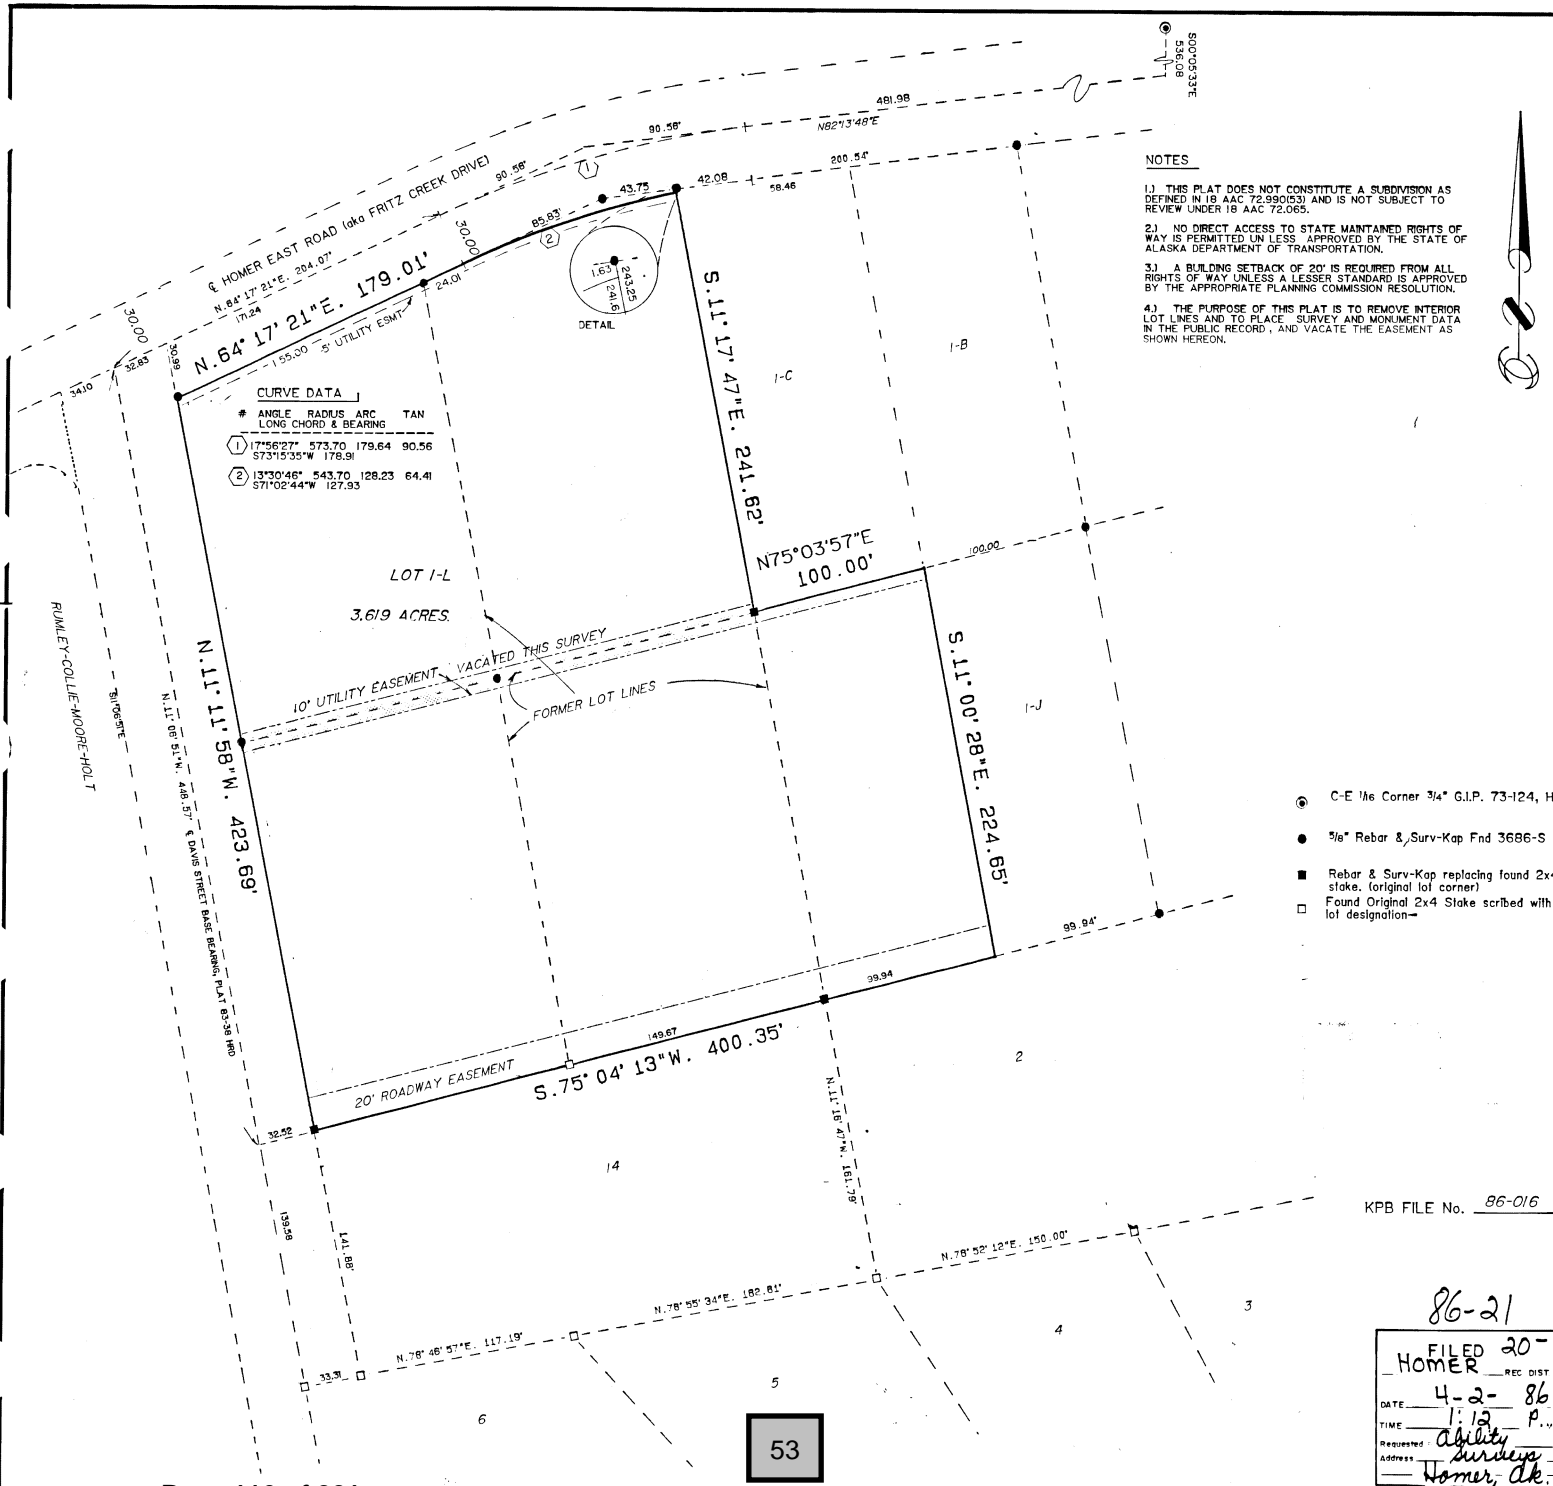 S00°05'33"E
536.08
481.98
N82°13'48"E
90.56'
90.56'
200.54'
58.46
42.08
43.75
85.83'
30.00
℄ HOMER EAST ROAD (aka FRITZ CREEK DRIVE)
N.64°17'21"E. 204.07'
171.24
N.64°17'21"E. 179.01'
24.01
155.00
5' UTILITY ESMT
30.00
30.99
32.83
34.10
1
2
1.63
243.25
241.6
DETAIL
CURVE DATA
# ANGLE RADIUS ARC TAN
LONG CHORD & BEARING
1 17°56'27" 573.70 179.64 90.56
S73°15'35"W 178.91
2 13°30'46" 543.70 128.23 64.41
S71°02'44"W 127.93
S.11°17'47"E. 241.62'
1-C
1-B
NOTES
1.) THIS PLAT DOES NOT CONSTITUTE A SUBDIVISION AS
DEFINED IN 18 AAC 72.990(53) AND IS NOT SUBJECT TO
REVIEW UNDER 18 AAC 72.065.
2.) NO DIRECT ACCESS TO STATE MAINTAINED RIGHTS OF
WAY IS PERMITTED UN LESS APPROVED BY THE STATE OF
ALASKA DEPARTMENT OF TRANSPORTATION.
3.) A BUILDING SETBACK OF 20' IS REQUIRED FROM ALL
RIGHTS OF WAY UNLESS A LESSER STANDARD IS APPROVED
BY THE APPROPRIATE PLANNING COMMISSION RESOLUTION.
4.) THE PURPOSE OF THIS PLAT IS TO REMOVE INTERIOR
LOT LINES AND TO PLACE SURVEY AND MONUMENT DATA
IN THE PUBLIC RECORD, AND VACATE THE EASEMENT AS
SHOWN HEREON.
N75°03'57"E
100.00'
100.00
LOT 1-L
3.619 ACRES.
10' UTILITY EASEMENT VACATED THIS SURVEY
FORMER LOT LINES
RUMLEY-COLLIE-MOORE-HOLT
S11°06'51"E
N.11°06'51"W. 448.57' ℄ DAVIS STREET BASE BEARING, PLAT 83-38 HRD
N.11°11'58"W. 423.69'
S.11°00'28"E. 224.65'
1-J
C-E 1/16 Corner 3/4" G.I.P. 73-124, H
5/8" Rebar & Surv-Kap Fnd 3686-S
Rebar & Surv-Kap replacing found 2x4
stake. (original lot corner)
Found Original 2x4 Stake scribed with
lot designation
99.94'
99.94
149.67
S.75°04'13"W. 400.35'
20' ROADWAY EASEMENT
32.52
14
2
N.11°16'47"W. 161.79'
139.58
141.88'
33.31
N.78°46'57"E. 117.19'
N.78°55'34"E. 182.81'
N.78°52'12"E. 150.00'
6
5
4
3
KPB FILE No. 86-016
86-21
FILED 20-
HOMER REC DIST
DATE 4-2- 86
TIME 1:12 P.
Requested Ability
Address Surveys
Homer, Ak.
53